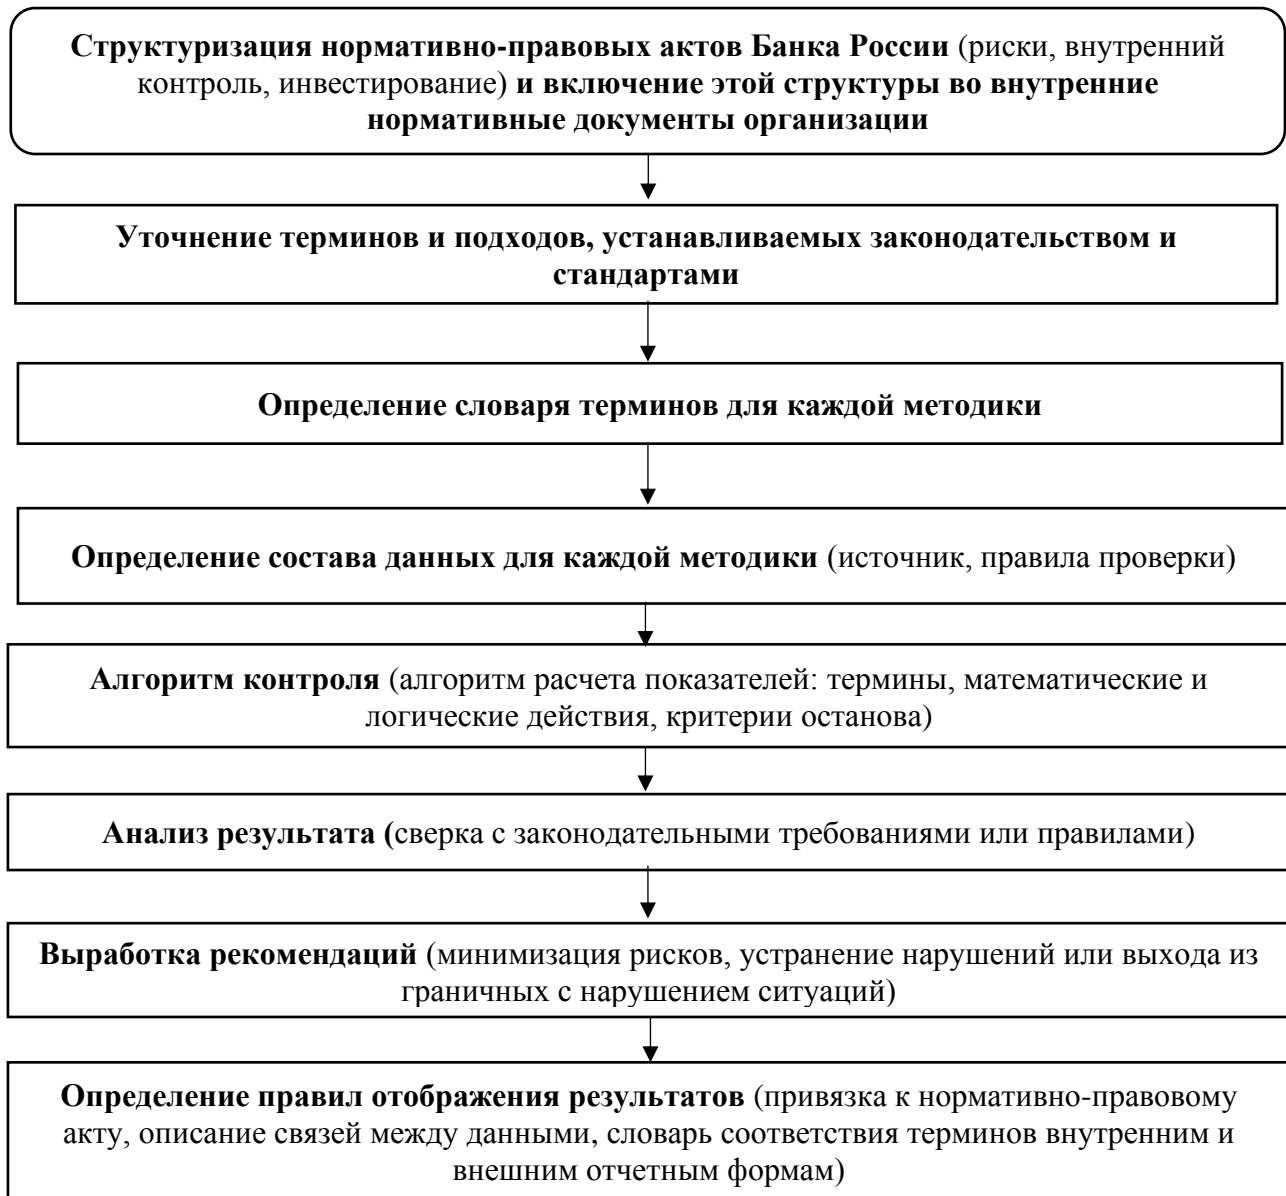 Структуризация нормативно-правовых актов Банка России (риски, внутренний
контроль, инвестирование) и включение этой структуры во внутренние
нормативные документы организации
Уточнение терминов и подходов, устанавливаемых законодательством и
стандартами
Определение словаря терминов для каждой методики
Определение состава данных для каждой методики (источник, правила проверки)
Алгоритм контроля (алгоритм расчета показателей: термины, математические и
логические действия, критерии останова)
Анализ результата (сверка с законодательными требованиями или правилами)
Выработка рекомендаций (минимизация рисков, устранение нарушений или выхода из
граничных с нарушением ситуаций)
Определение правил отображения результатов (привязка к нормативно-правовому
акту, описание связей между данными, словарь соответствия терминов внутренним и
внешним отчетным формам)